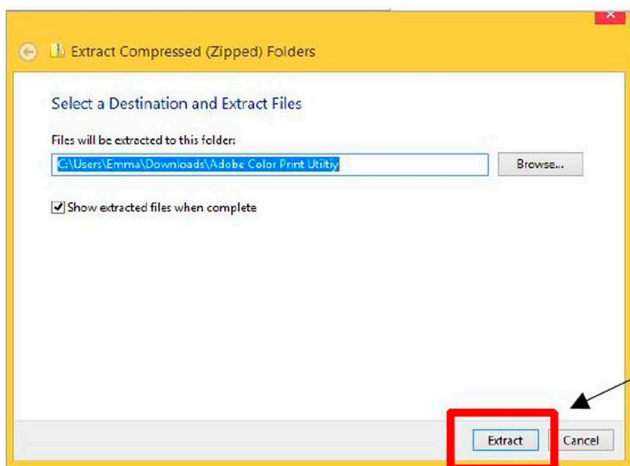 Extract Compressed (Zipped) Folders
Select a Destination and Extract Files
Files will be extracted to this folder:
C:\Users\Emma\Downloads\Adobe Color Print Utiltiy
Browse...
Show extracted files when complete
Extract
Cancel